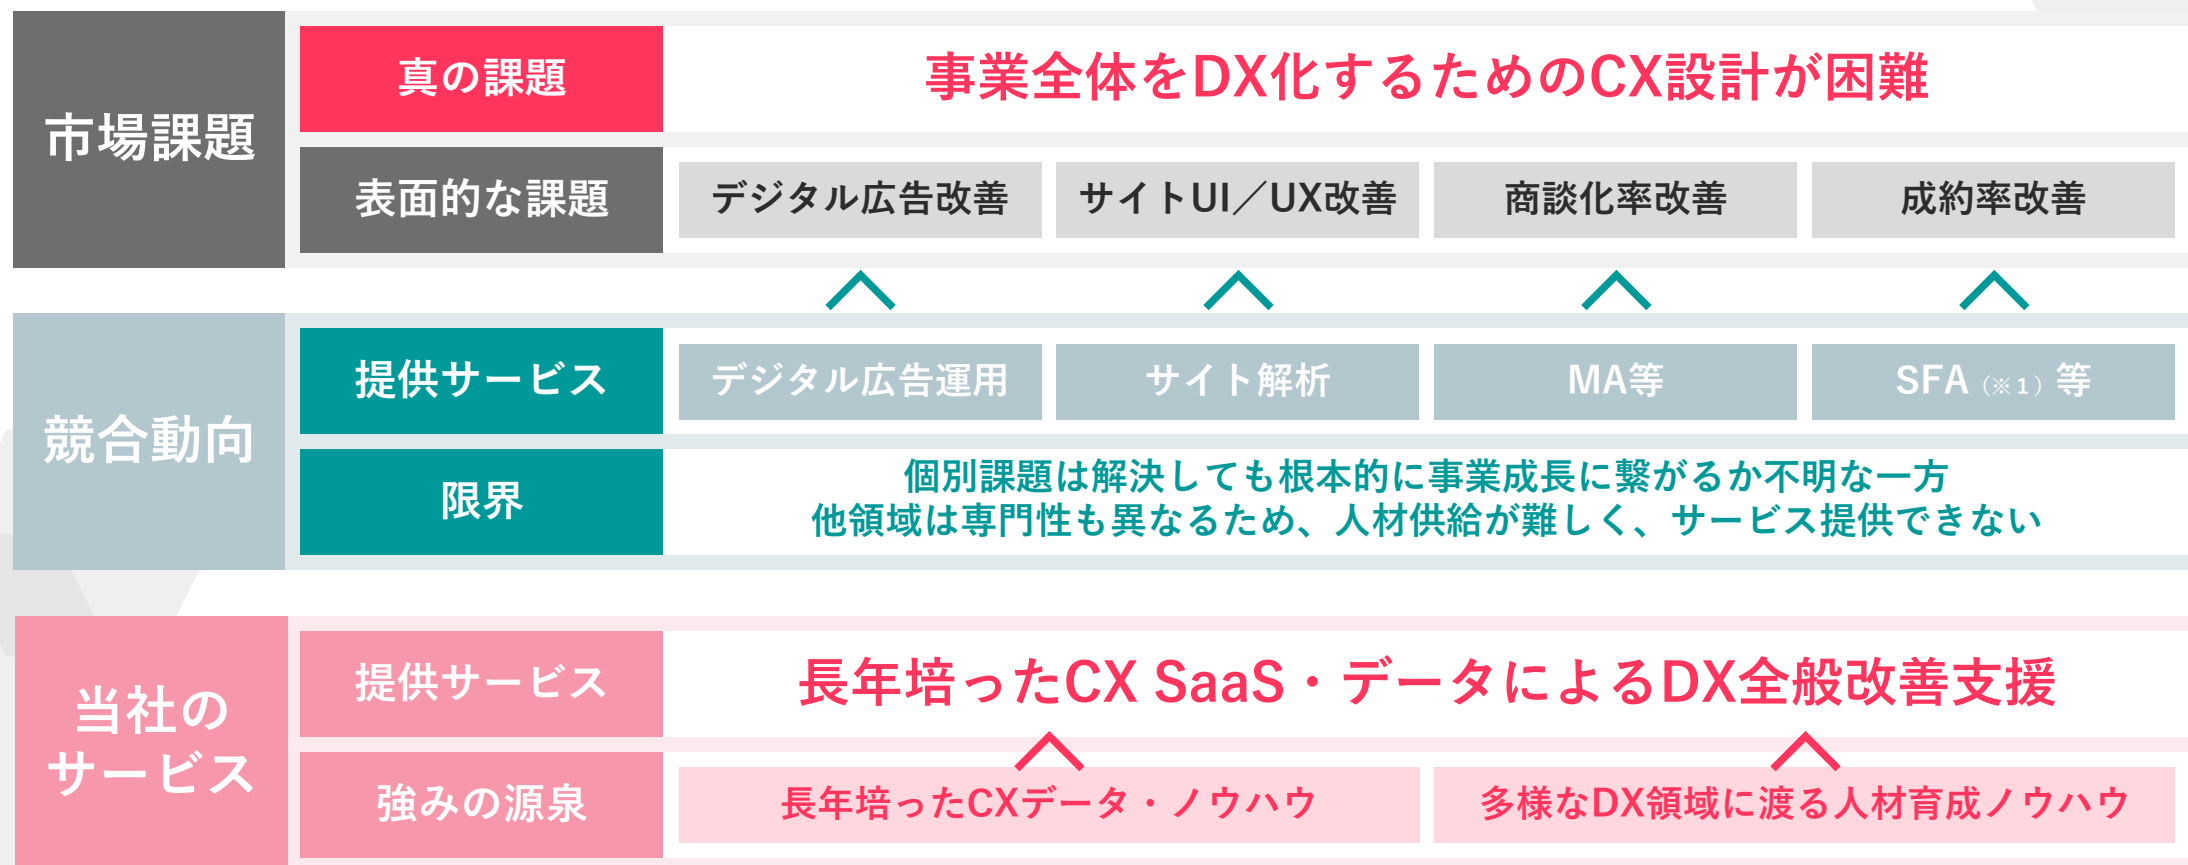 市場課題
真の課題
事業全体をDX化するためのCX設計が困難
表面的な課題
デジタル広告改善
サイトUI／UX改善
商談化率改善
成約率改善
競合動向
提供サービス
デジタル広告運用
サイト解析
MA等
SFA（※1）等
限界
個別課題は解決しても根本的に事業成長に繋がるか不明な一方
他領域は専門性も異なるため、人材供給が難しく、サービス提供できない
当社の
サービス
提供サービス
長年培ったCX SaaS・データによるDX全般改善支援
強みの源泉
長年培ったCXデータ・ノウハウ
多様なDX領域に渡る人材育成ノウハウ